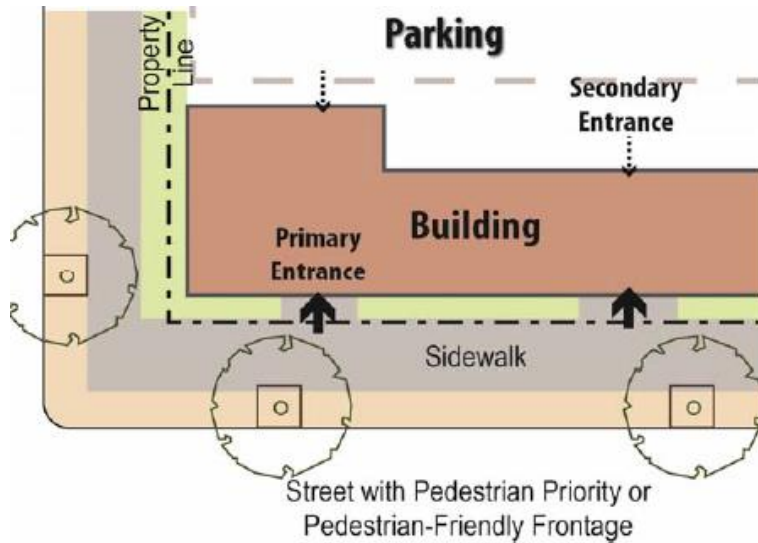 Parking
Property
Line
Secondary
Entrance
Building
Primary
Entrance
Sidewalk
Street with Pedestrian Priority or
Pedestrian-Friendly Frontage